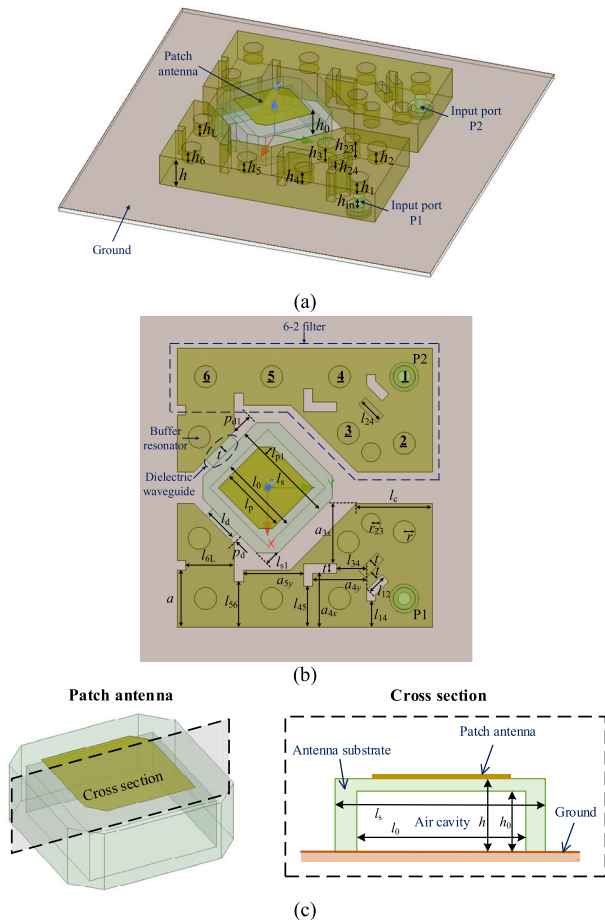 Patch
antenna
Input port
P2
h0
hL
h6
h
h5
h4
h3
h23
h24
h2
h1
hin
Input port
P1
Ground
(a)
6-2 filter
P2
6
5
4
1
3
2
l24
pd1
Buffer
resonator
t
Dielectric
waveguide
lp1
l0
ls
lp
Y
X
ld
pd
ls1
lc
a3x
r23
r
l6L
a
l56
a5y
l45
t
l34
a4x
a4y
t
t
l12
l14
P1
(b)
Patch antenna
Cross section
Cross section
Patch antenna
Antenna substrate
ls
h
h0
Air cavity
l0
Ground
(c)